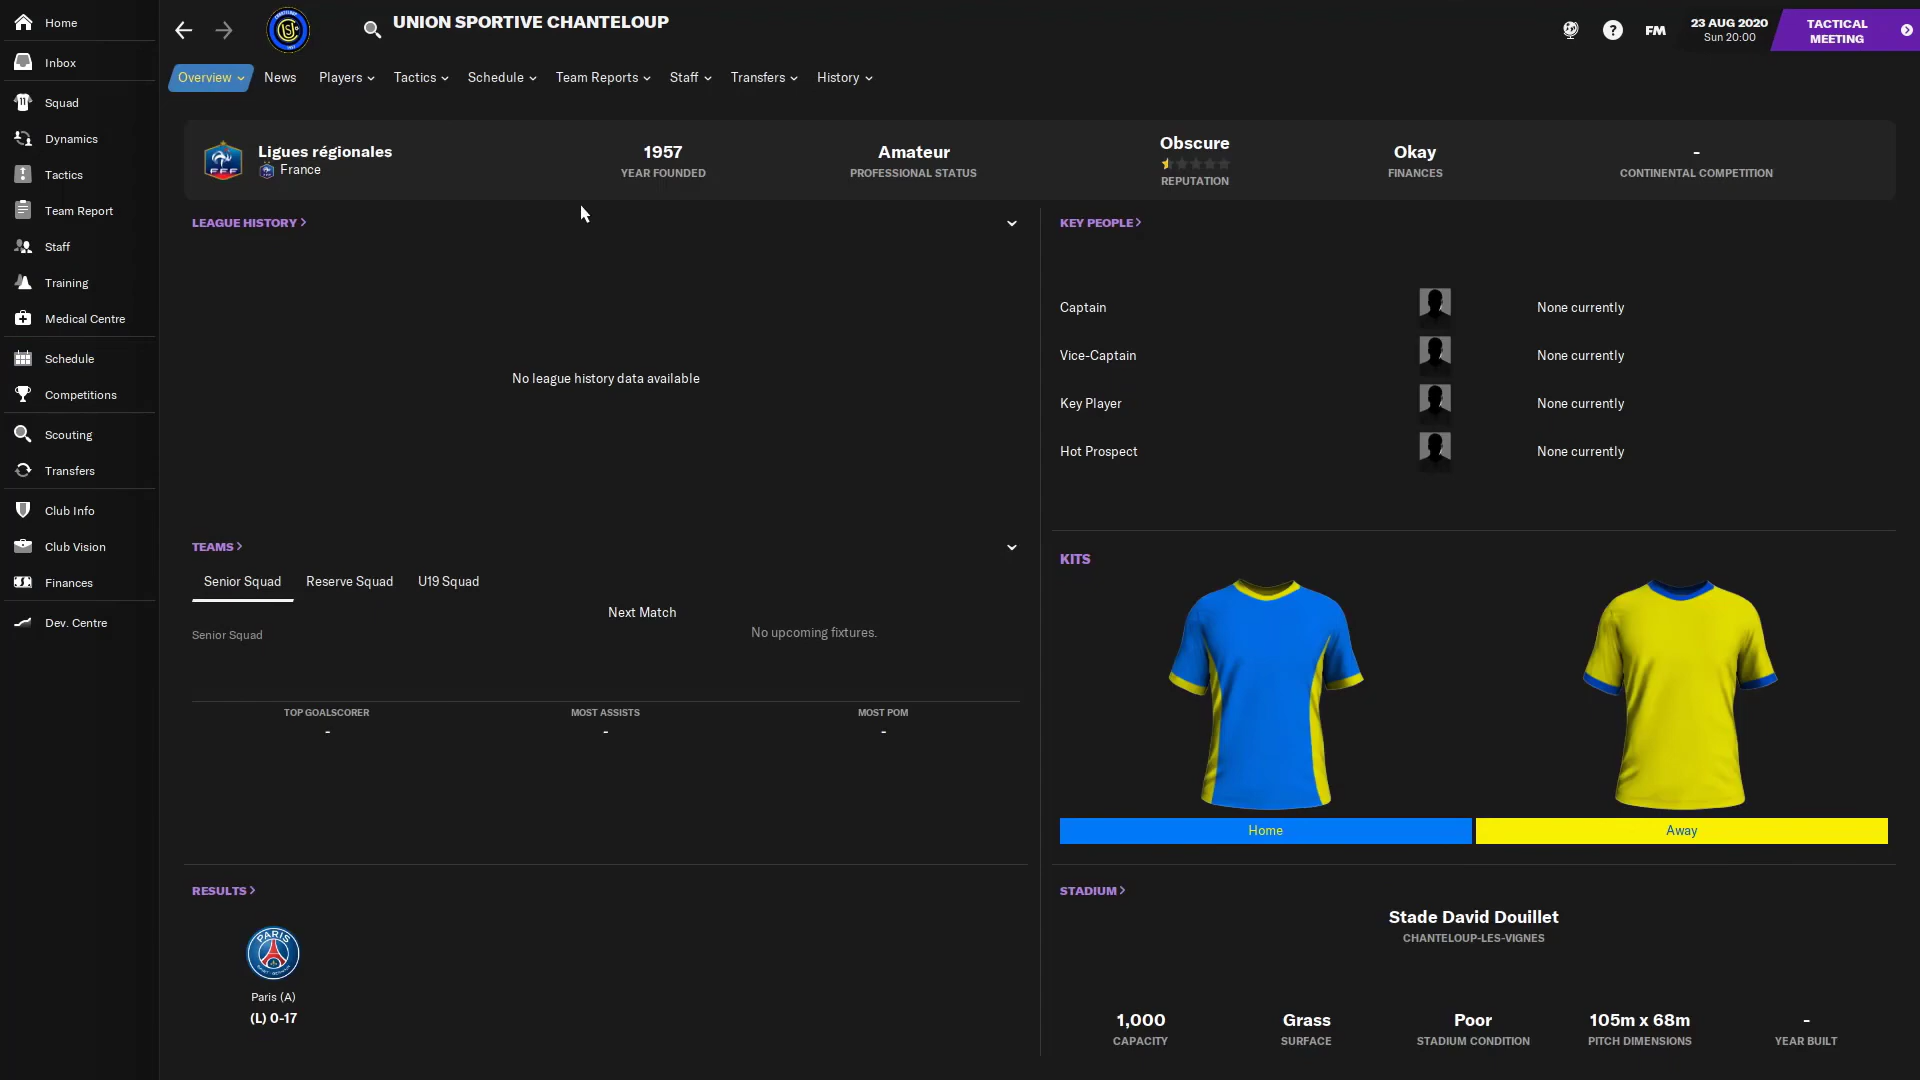 Home
Inbox
Squad
Dynamics
Tactics
Team Report
Staff
Training
Medical Centre
Schedule
Competitions
Scouting
Transfers
Club Info
Club Vision
Finances
Dev. Centre
UNION SPORTIVE CHANTELOUP
FM
23 AUG 2020
Sun 20:00
TACTICAL
MEETING
Overview
News
Players
Tactics
Schedule
Team Reports
Staff
Transfers
History
Ligues régionales
France
1957
YEAR FOUNDED
Amateur
PROFESSIONAL STATUS
Obscure
REPUTATION
Okay
FINANCES
-
CONTINENTAL COMPETITION
LEAGUE HISTORY
No league history data available
KEY PEOPLE
Captain None currently
Vice-Captain None currently
Key Player None currently
Hot Prospect None currently
TEAMS
Senior Squad Reserve Squad U19 Squad
Next Match
Senior Squad
No upcoming fixtures.
TOP GOALSCORER
-
MOST ASSISTS
-
MOST POM
-
KITS
Home
Away
RESULTS
PARIS
Paris (A)
(L) 0-17
STADIUM
Stade David Douillet
CHANTELOUP-LES-VIGNES
1,000
CAPACITY
Grass
SURFACE
Poor
STADIUM CONDITION
105m x 68m
PITCH DIMENSIONS
-
YEAR BUILT